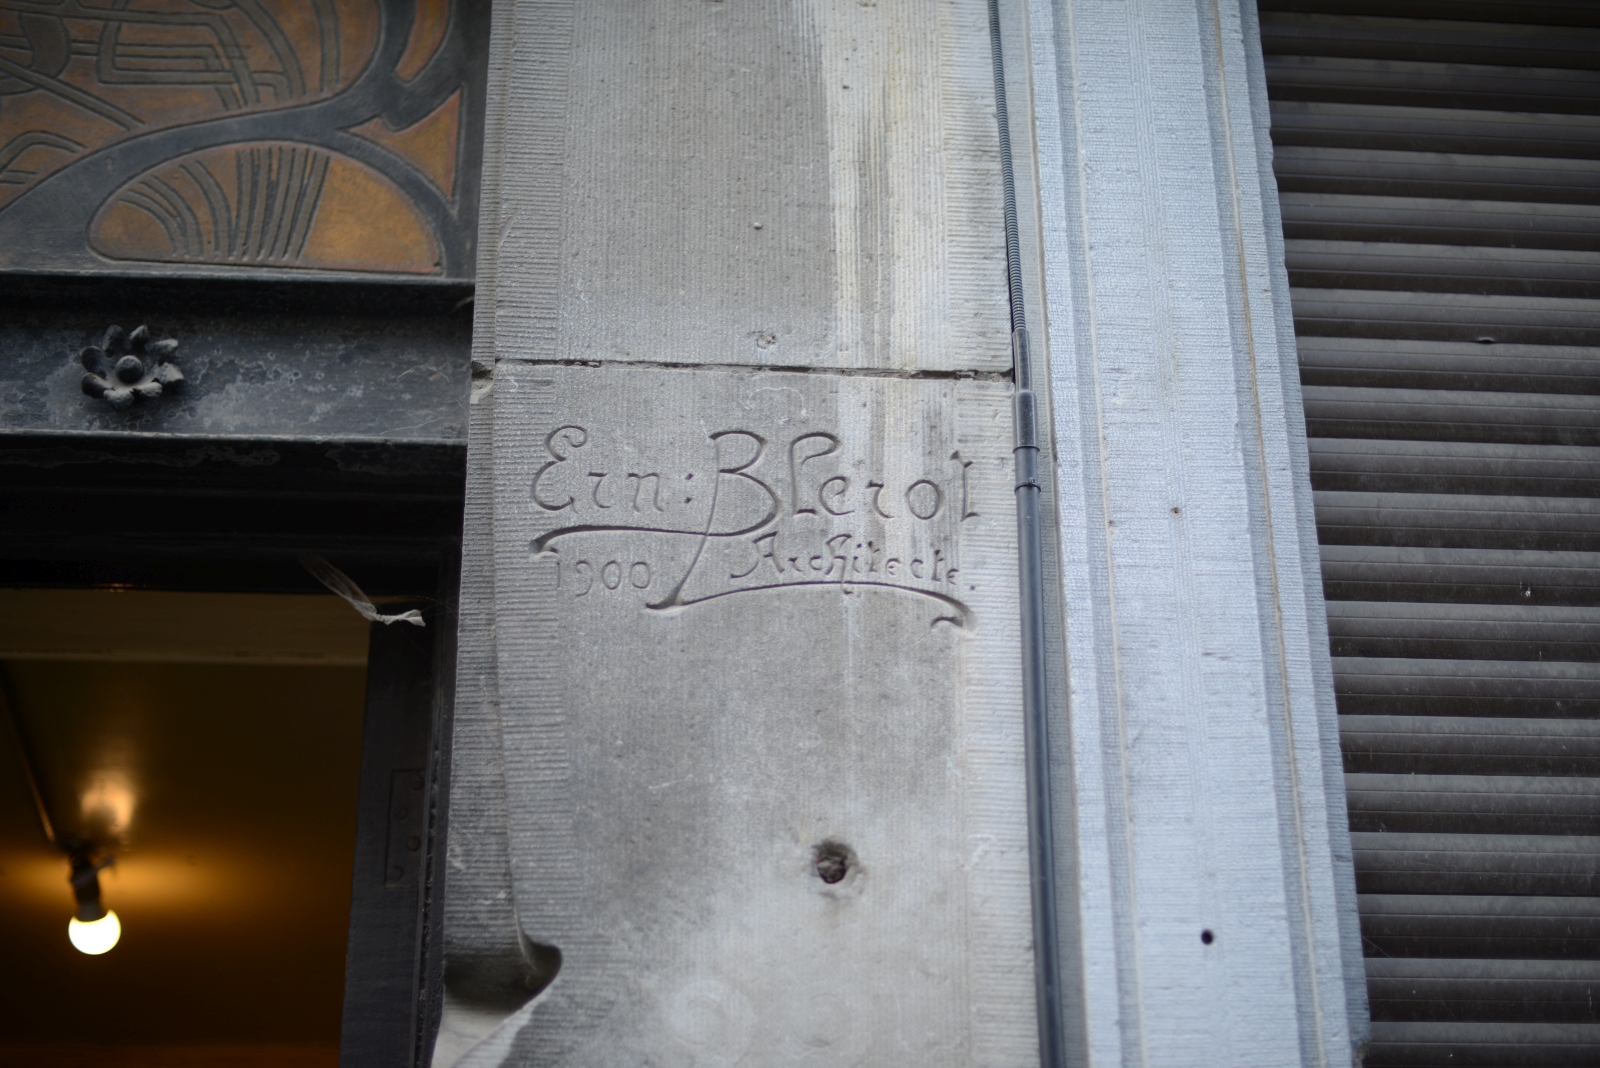 Ern: Blerot
1900 Architecte.